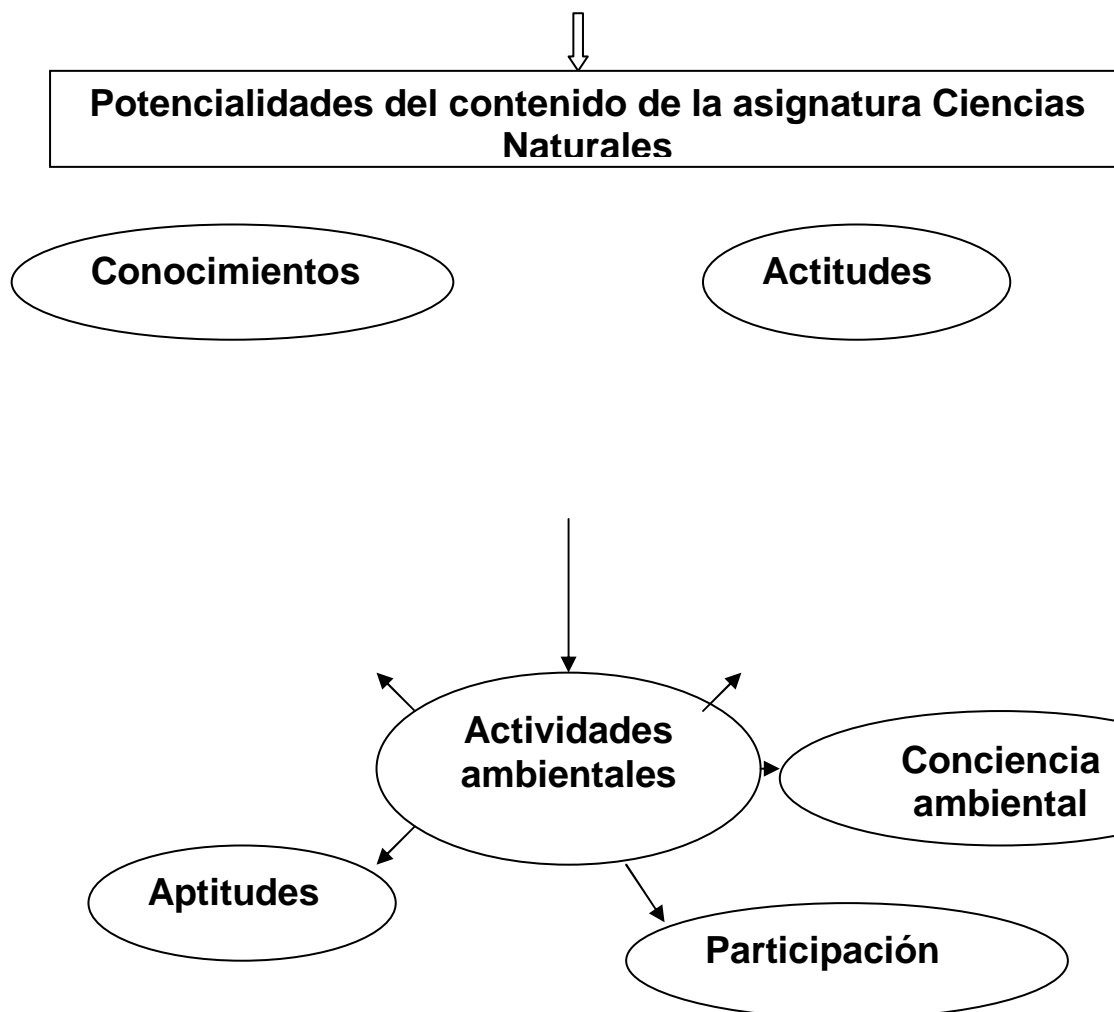 Potencialidades del contenido de la asignatura Ciencias
Naturales
Conocimientos
Actitudes
Actividades
ambientales
Conciencia
ambiental
Aptitudes
Participación